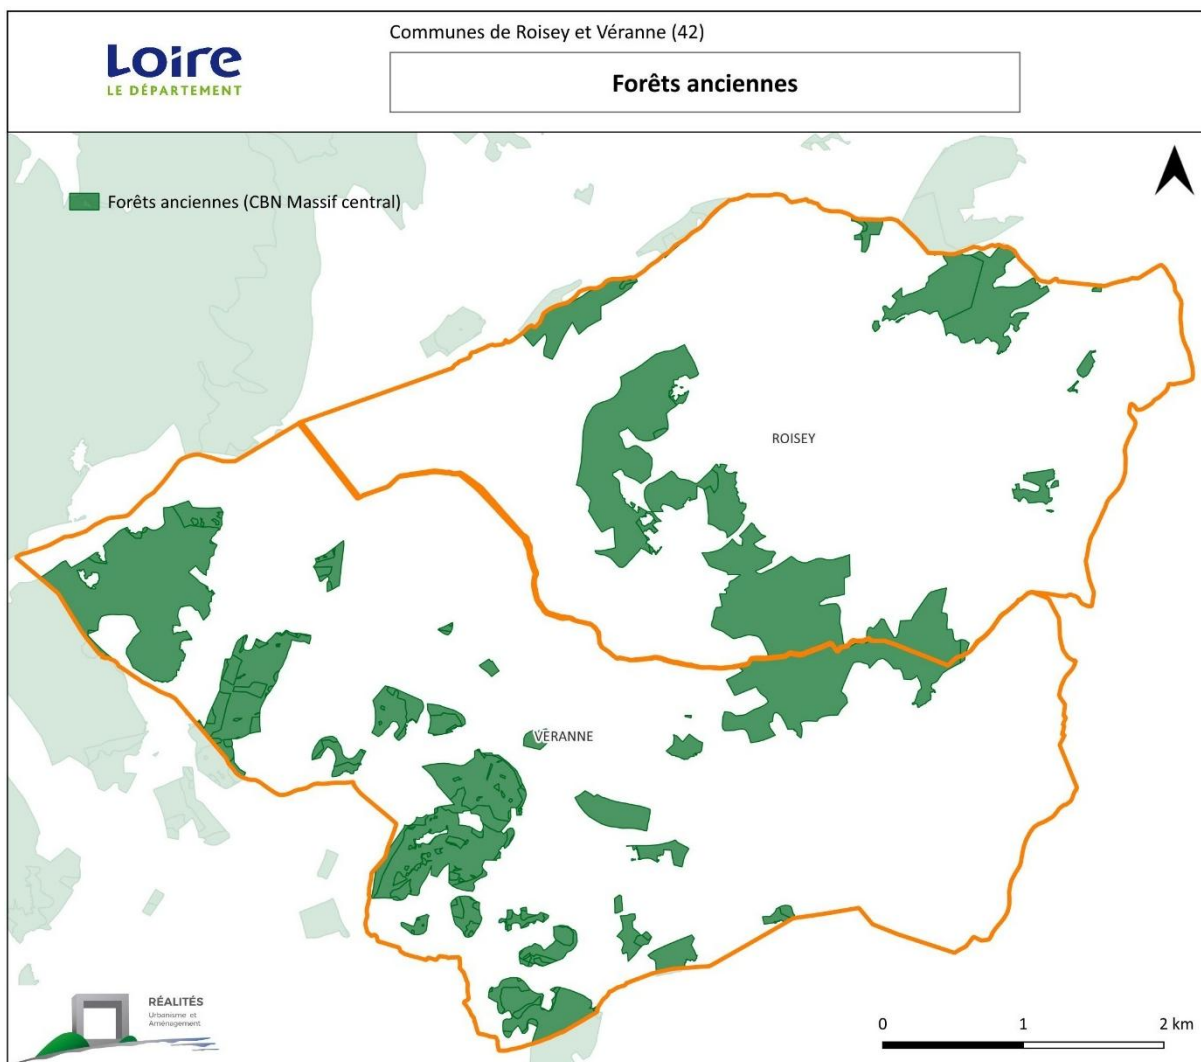 Communes de Roisey et Véranne (42)
Loire
LE DÉPARTEMENT
Forêts anciennes
Forêts anciennes (CBN Massif central)
ROISEY
VÉRANNE
RÉALITÉS
Urbanisme et
Aménagement
0 1 2 km